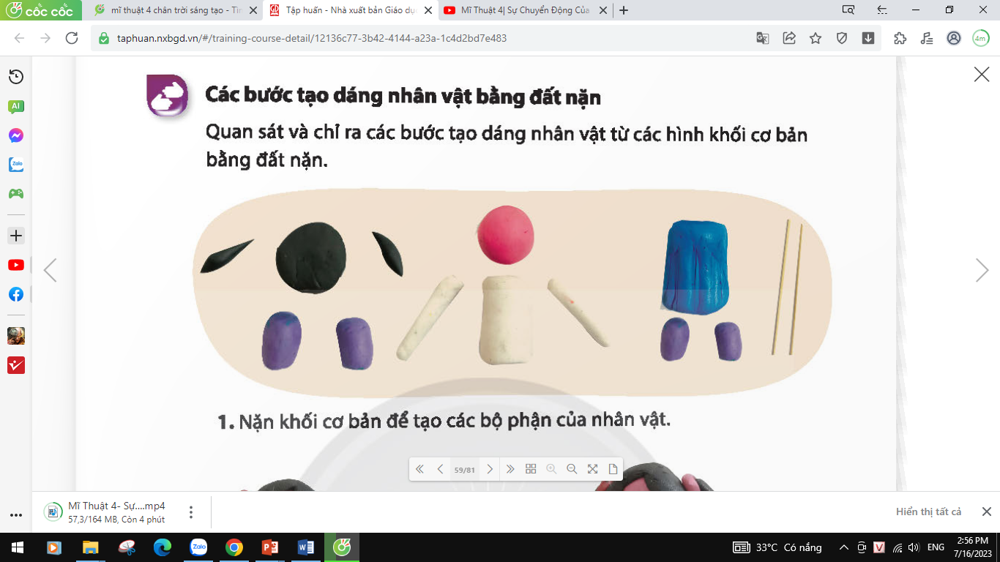 cốc cốc
mĩ thuật 4 chân trời sáng tạo - Tìm
Tập huấn - Nhà xuất bản Giáo dục
Mĩ Thuật 4| Sự Chuyển Động Của
taphuan.nxbgd.vn/#/training-course-detail/12136c77-3b42-4144-a23a-1c4d2bd7e483
4m
AI
Zalo
Các bước tạo dáng nhân vật bằng đất nặn
Quan sát và chỉ ra các bước tạo dáng nhân vật từ các hình khối cơ bản
bằng đất nặn.
1. Nặn khối cơ bản để tạo các bộ phận của nhân vật.
59/81
Mĩ Thuật 4- Sự....mp4
57,3/164 MB, Còn 4 phút
Hiển thị tất cả
Zalo
33°C Có nắng
ENG
2:56 PM
7/16/2023